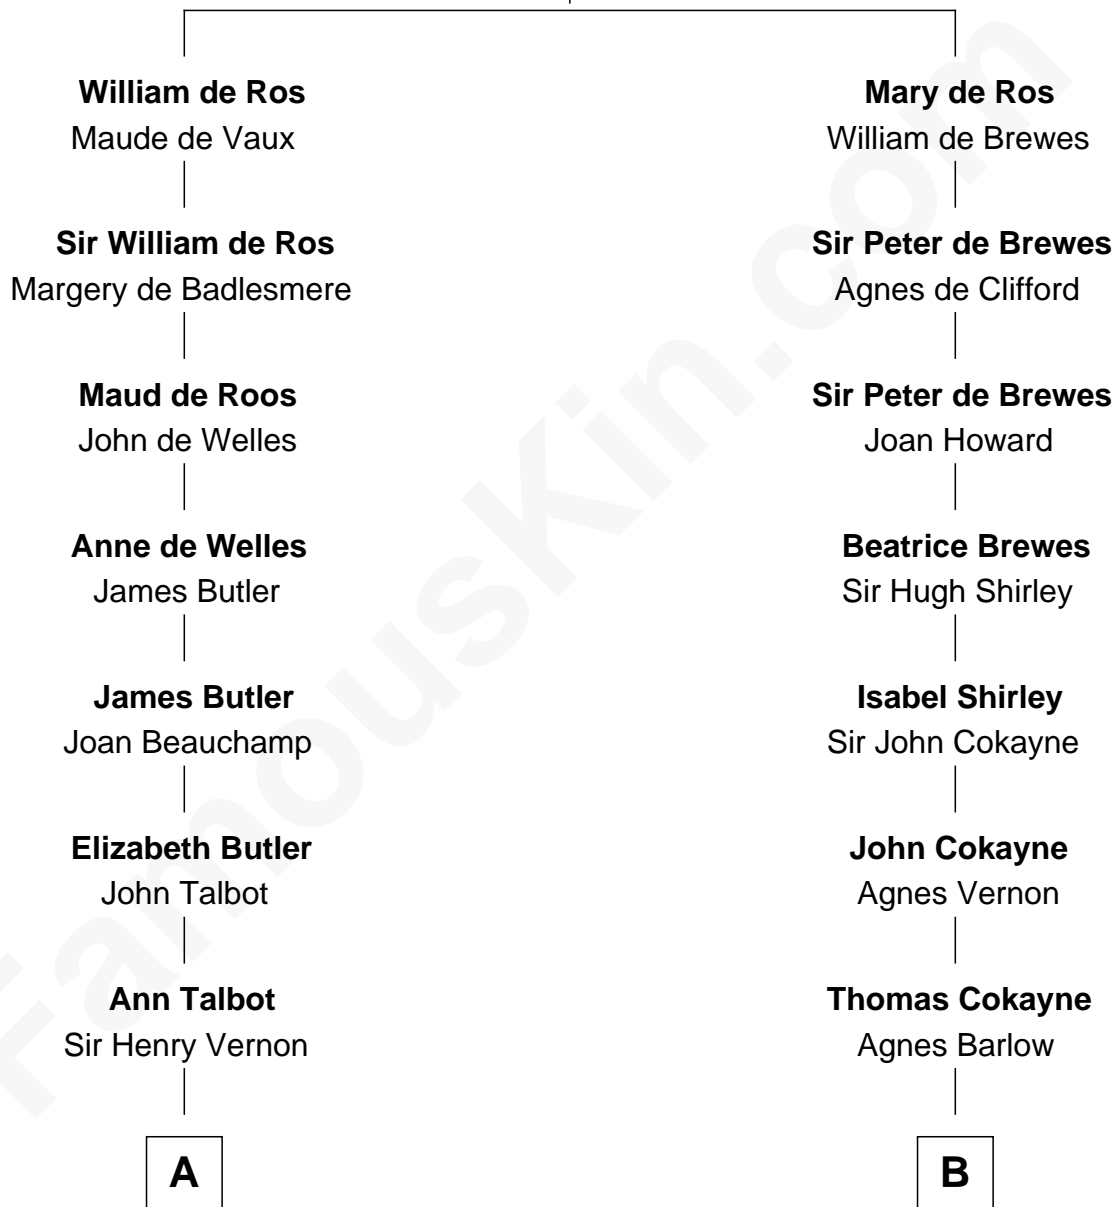 William de Ros
Maude de Vaux
Sir William de Ros
Margery de Badlesmere
Maud de Roos
John de Welles
Anne de Welles
James Butler
James Butler
Joan Beauchamp
Elizabeth Butler
John Talbot
Ann Talbot
Sir Henry Vernon
A
Mary de Ros
William de Brewes
Sir Peter de Brewes
Agnes de Clifford
Sir Peter de Brewes
Joan Howard
Beatrice Brewes
Sir Hugh Shirley
Isabel Shirley
Sir John Cokayne
John Cokayne
Agnes Vernon
Thomas Cokayne
Agnes Barlow
B
FamousKin.com